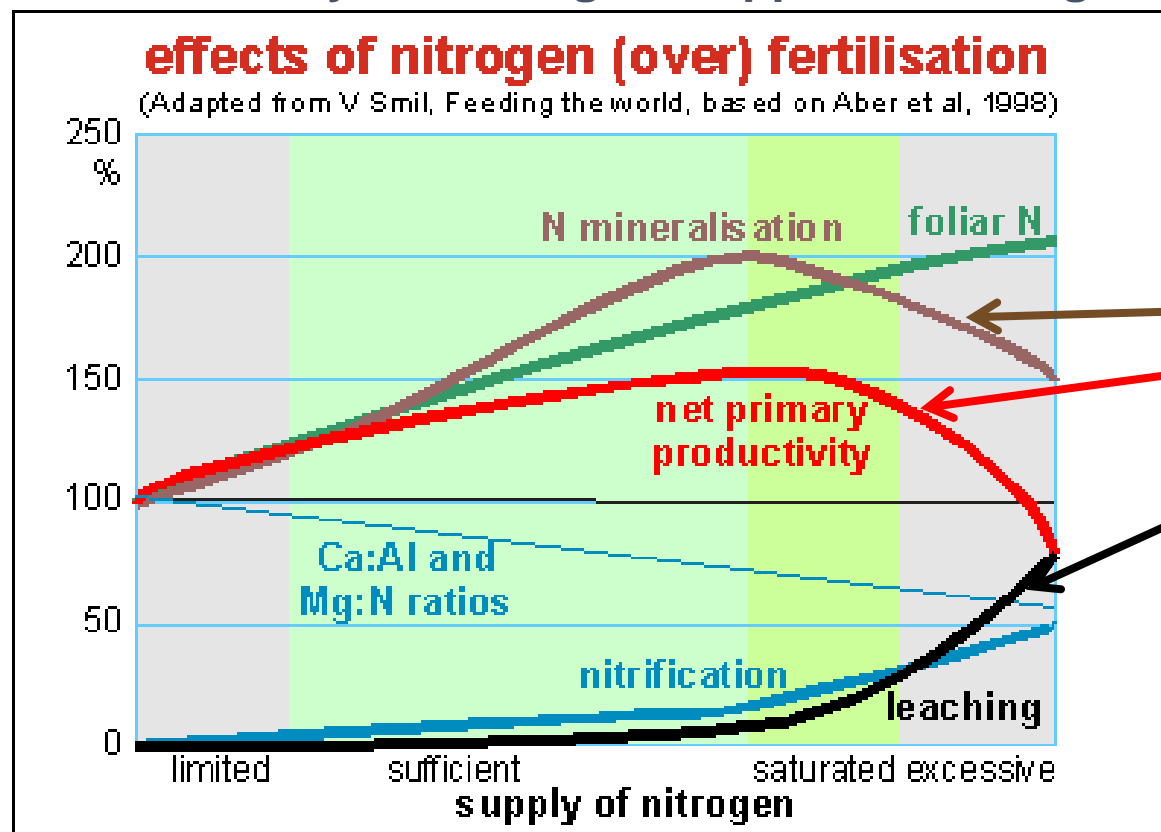 effects of nitrogen (over) fertilisation
(Adapted from V Smil, Feeding the world, based on Aber et al, 1998)
250
%
N mineralisation
foliar N
200
150
net primary
productivity
100
Ca:Al and
Mg:N ratios
50
nitrification
leaching
0
limited sufficient saturated excessive
supply of nitrogen